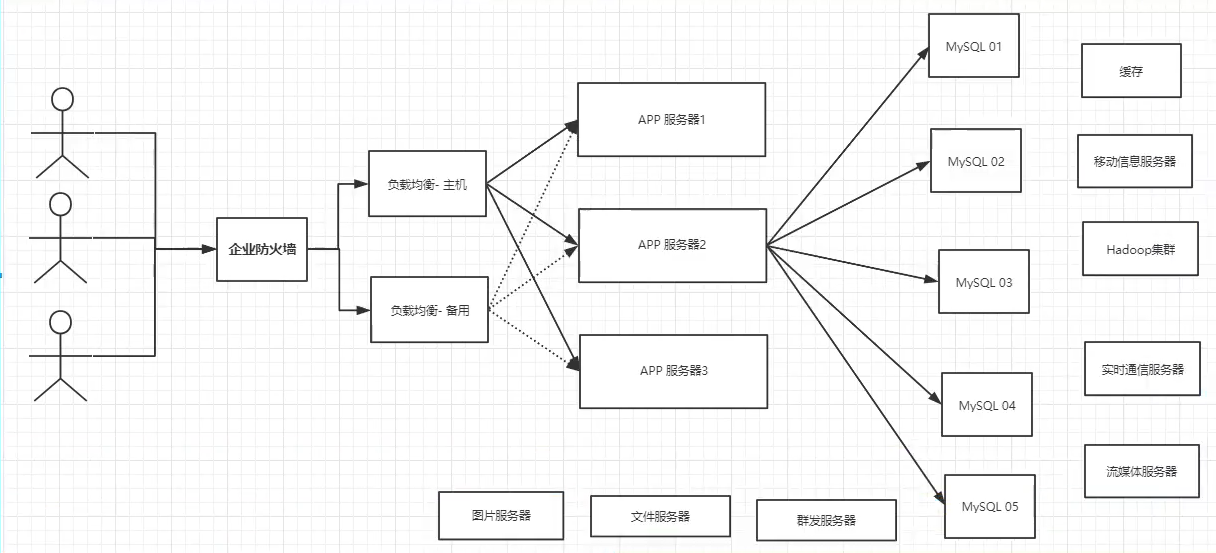 企业防火墙
负载均衡- 主机
负载均衡- 备用
APP 服务器1
APP 服务器2
APP 服务器3
MySQL 01
MySQL 02
MySQL 03
MySQL 04
MySQL 05
缓存
移动信息服务器
Hadoop集群
实时通信服务器
流媒体服务器
图片服务器
文件服务器
群发服务器